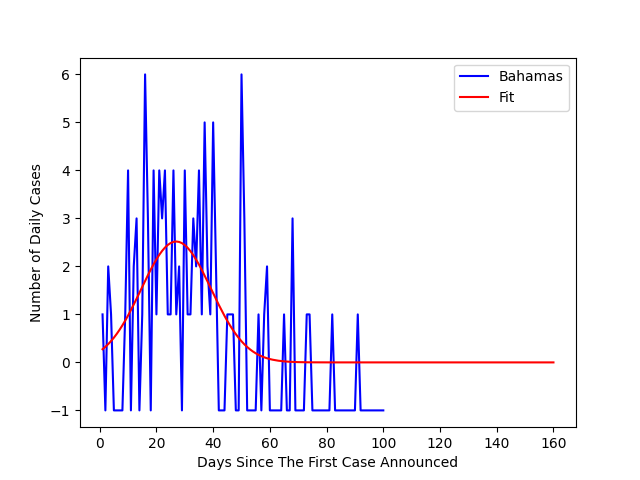 Bahamas
Fit
Number of Daily Cases
6
5
4
3
2
1
0
−1
0 20 40 60 80 100 120 140 160
Days Since The First Case Announced